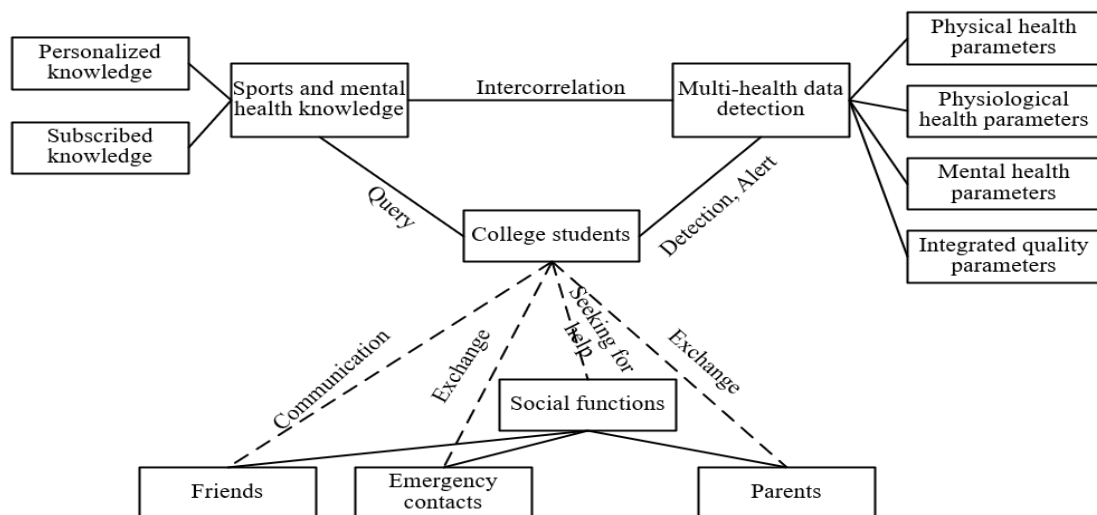 Personalized
knowledge
Subscribed
knowledge
Sports and mental
health knowledge
Intercorrelation
Multi-health data
detection
Physical health
parameters
Physiological
health parameters
Mental health
parameters
Integrated quality
parameters
Query
Detection, Alert
College students
Communication
Exchange
Seeking for
help
Exchange
Social functions
Friends
Emergency
contacts
Parents